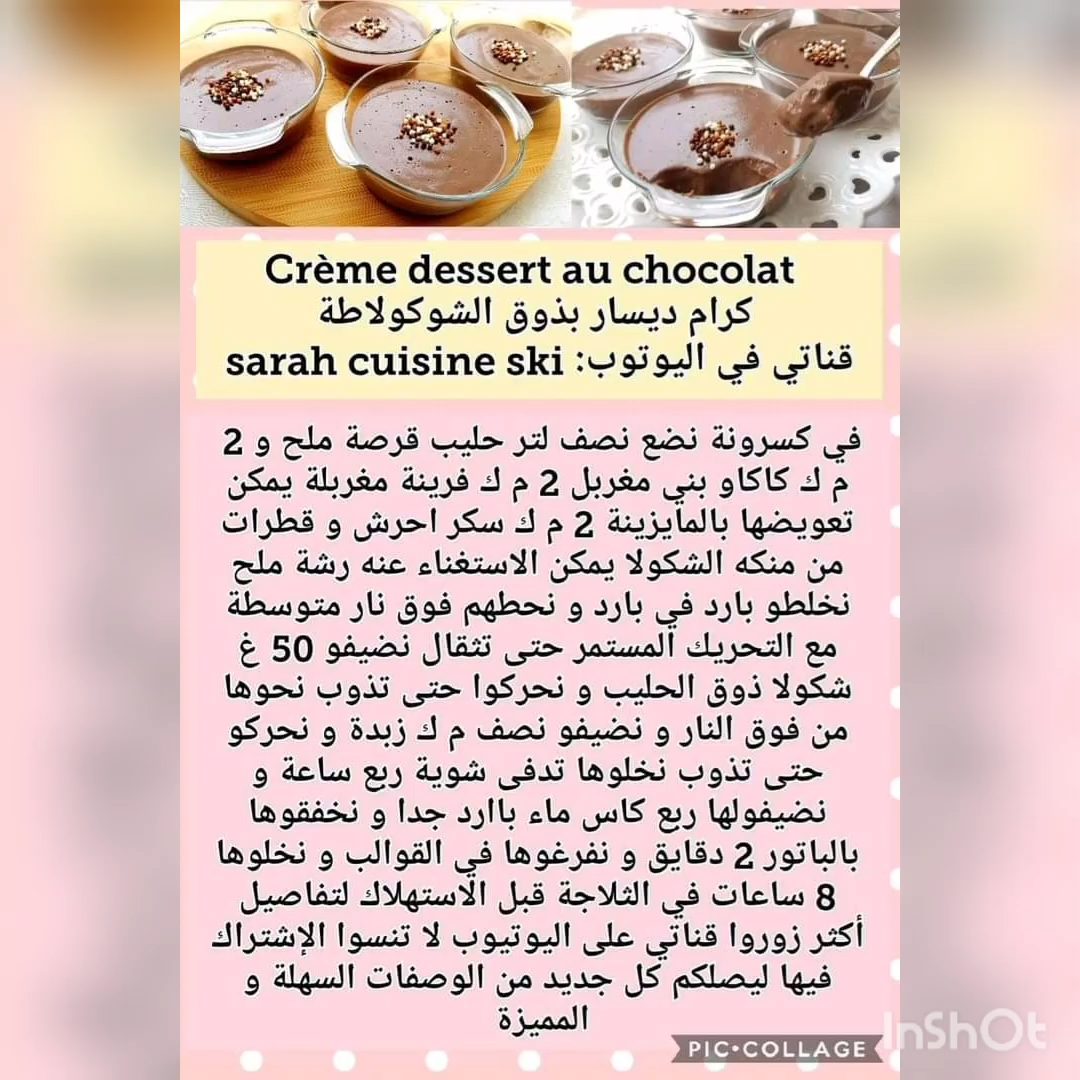 Crème dessert au chocolat
كرام ديسار بذوق الشوكولاطة
قناتي في اليوتوب: sarah cuisine ski
في كسرونة نضع نصف لتر حليب قرصة ملح و 2
م ك كاكاو بني مغربل 2 م ك فرينة مغربلة يمكن
تعويضها بالمايزينة 2 م ك سكر احرش و قطرات
من منكه الشكولا يمكن الاستغناء عنه رشة ملح
نخلطو بارد في بارد و نحطهم فوق نار متوسطة
مع التحريك المستمر حتى تثقال نضيفو 50 غ
شكولا ذوق الحليب و نحركوا حتى تذوب نحوها
من فوق النار و نضيفو نصف م ك زبدة و نحركو
حتى تذوب نخلوها تدفى شوية ربع ساعة و
نضيفولها ربع كاس ماء باارد جدا و نخفقوها
بالباتور 2 دقايق و نفرغوها في القوالب و نخلوها
8 ساعات في الثلاجة قبل الاستهلاك لتفاصيل
أكثر زوروا قناتي على اليوتيوب لا تنسوا الإشتراك
فيها ليصلكم كل جديد من الوصفات السهلة و
المميزة
PIC•COLLAGE
InShOt